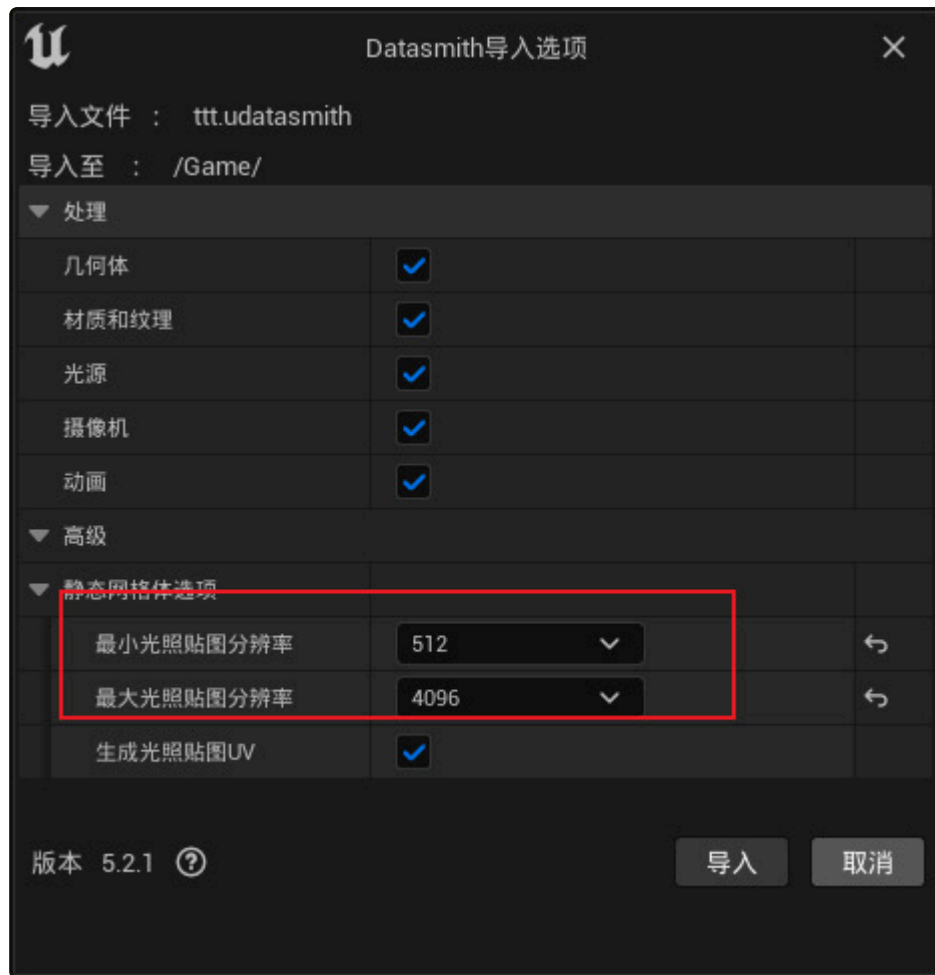 Datasmith导入选项
导入文件 : ttt.udatasmith
导入至 : /Game/
处理
几何体
材质和纹理
光源
摄像机
动画
高级
静态网格体选项
最小光照贴图分辨率 512
最大光照贴图分辨率 4096
生成光照贴图UV
版本 5.2.1 ?
导入 取消